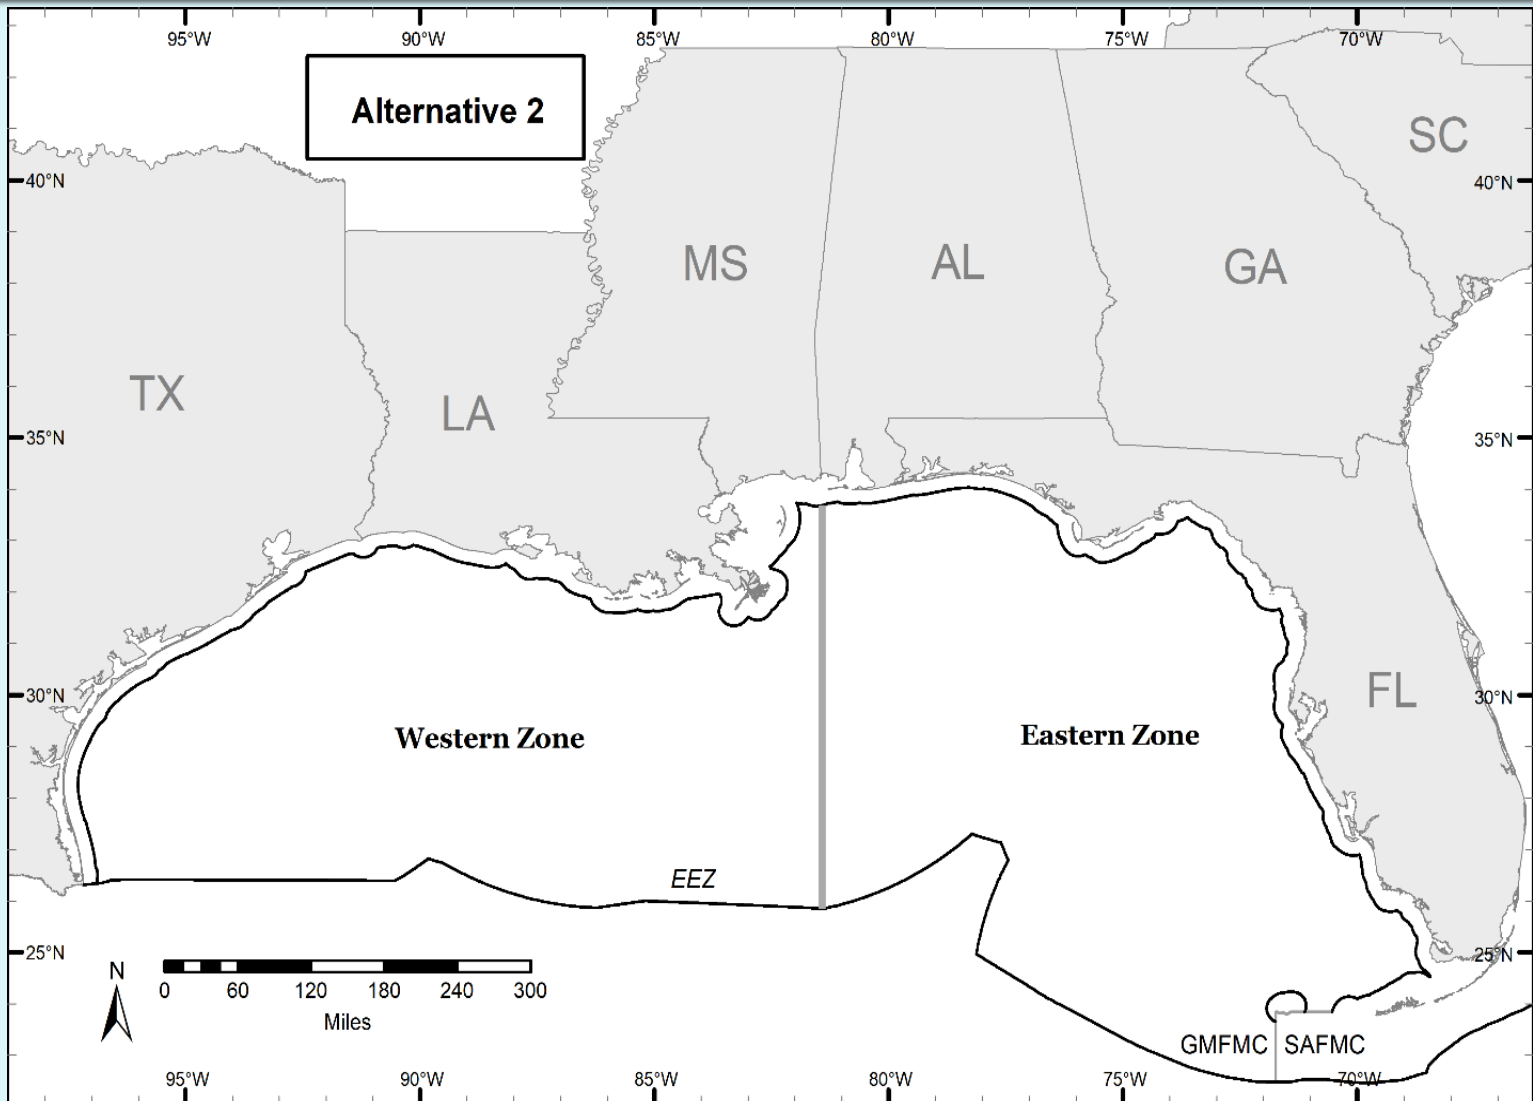 95°W 90°W 85°W 80°W 75°W 70°W
Alternative 2
SC
40°N 40°N
MS AL GA
TX
LA
35°N 35°N
30°N FL 30°N
Western Zone Eastern Zone
EEZ
25°N 25°N
N
0 60 120 180 240 300
Miles
GMFMC SAFMC
95°W 90°W 85°W 80°W 75°W 70°W